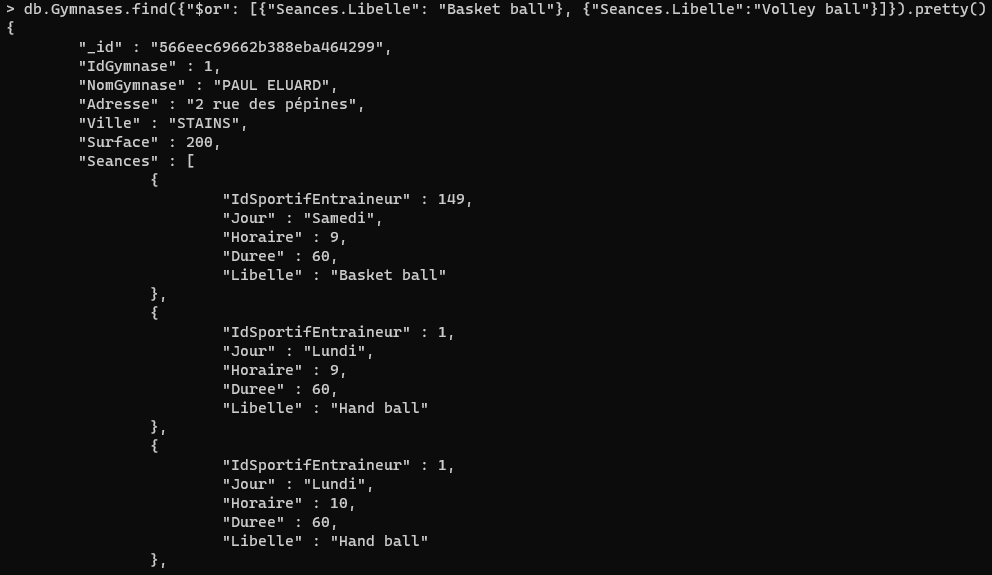 > db.Gymnases.find({"$or": [{"Seances.Libelle": "Basket ball"}, {"Seances.Libelle":"Volley ball"}]}).pretty()
{
        "_id" : "566eec69662b388eba464299",
        "IdGymnase" : 1,
        "NomGymnase" : "PAUL ELUARD",
        "Adresse" : "2 rue des pépines",
        "Ville" : "STAINS",
        "Surface" : 200,
        "Seances" : [
                {
                        "IdSportifEntraineur" : 149,
                        "Jour" : "Samedi",
                        "Horaire" : 9,
                        "Duree" : 60,
                        "Libelle" : "Basket ball"
                },
                {
                        "IdSportifEntraineur" : 1,
                        "Jour" : "Lundi",
                        "Horaire" : 9,
                        "Duree" : 60,
                        "Libelle" : "Hand ball"
                },
                {
                        "IdSportifEntraineur" : 1,
                        "Jour" : "Lundi",
                        "Horaire" : 10,
                        "Duree" : 60,
                        "Libelle" : "Hand ball"
                },